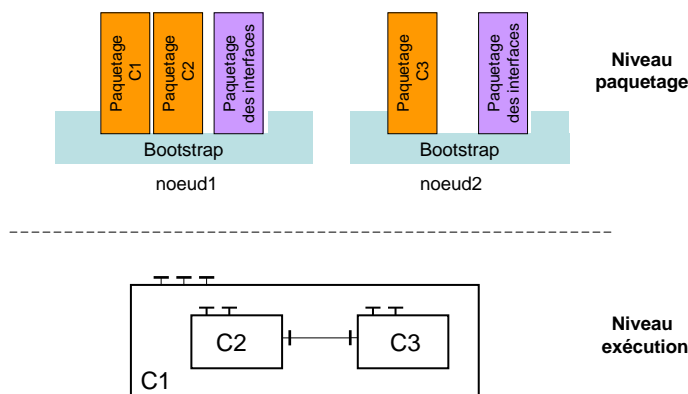 Paquetage
C1
Paquetage
C2
Paquetage
des interfaces
Bootstrap
noeud1
Paquetage
C3
Paquetage
des interfaces
Bootstrap
noeud2
Niveau
paquetage
C2
C3
C1
Niveau
exécution